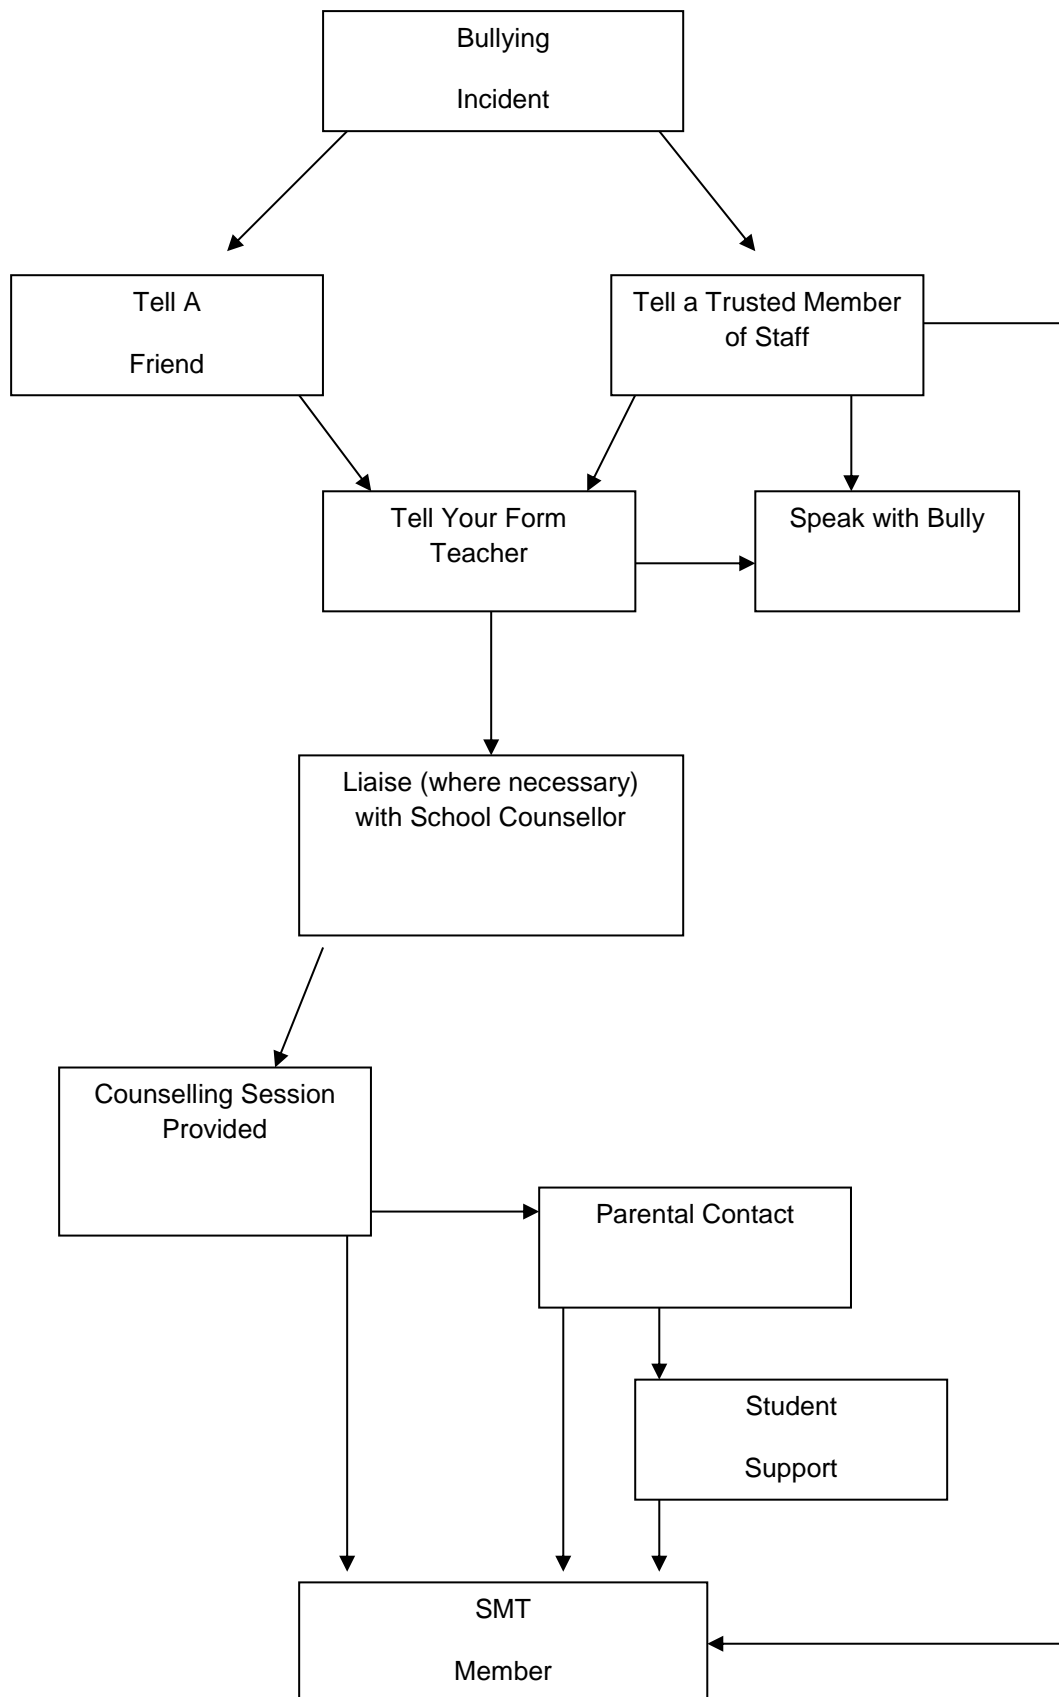 Bullying
Incident
Tell A
Friend
Tell a Trusted Member
of Staff
Tell Your Form
Teacher
Speak with Bully
Liaise (where necessary)
with School Counsellor
Counselling Session
Provided
Parental Contact
Student
Support
SMT
Member